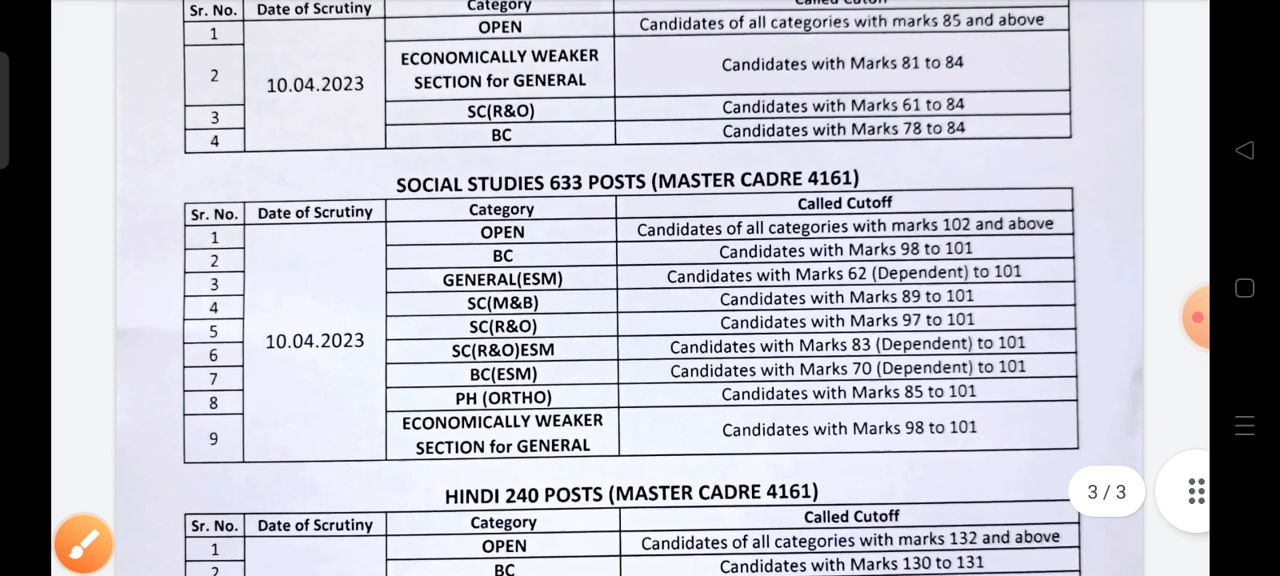 Sr. No. Date of Scrutiny Category Called Cutoff
1 OPEN Candidates of all categories with marks 85 and above
2 10.04.2023 ECONOMICALLY WEAKER SECTION for GENERAL Candidates with Marks 81 to 84
3 SC(R&O) Candidates with Marks 61 to 84
4 BC Candidates with Marks 78 to 84
SOCIAL STUDIES 633 POSTS (MASTER CADRE 4161)
Sr. No. Date of Scrutiny Category Called Cutoff
1 OPEN Candidates of all categories with marks 102 and above
2 BC Candidates with Marks 98 to 101
3 GENERAL(ESM) Candidates with Marks 62 (Dependent) to 101
4 SC(M&B) Candidates with Marks 89 to 101
5 10.04.2023 SC(R&O) Candidates with Marks 97 to 101
6 SC(R&O)ESM Candidates with Marks 83 (Dependent) to 101
7 BC(ESM) Candidates with Marks 70 (Dependent) to 101
8 PH (ORTHO) Candidates with Marks 85 to 101
9 ECONOMICALLY WEAKER SECTION for GENERAL Candidates with Marks 98 to 101
HINDI 240 POSTS (MASTER CADRE 4161)
3 / 3
Sr. No. Date of Scrutiny Category Called Cutoff
1 OPEN Candidates of all categories with marks 132 and above
2 BC Candidates with Marks 130 to 131